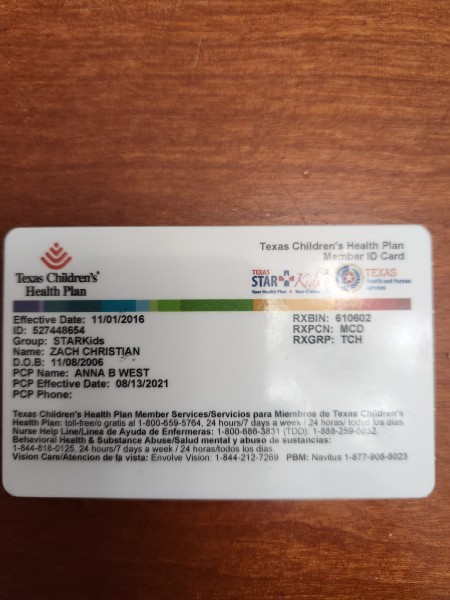 Texas Children's Health Plan
Member ID Card
Texas Children's
Health Plan
TEXAS
STAR Kids
Your Health Plan ★ Your Choice
TEXAS
Health and Human
Services
Effective Date: 11/01/2016
ID: 527448654
Group: STARKids
Name: ZACH CHRISTIAN
D.O.B: 11/08/2006
PCP Name: ANNA B WEST
PCP Effective Date: 08/13/2021
PCP Phone:
RXBIN: 610602
RXPCN: MCD
RXGRP: TCH
Texas Children's Health Plan Member Services/Servicios para Miembros de Texas Children's
Health Plan: toll-free/o gratis al 1-800-659-5764, 24 hours/7 days a week / 24 horas/ todos los dias.
Nurse Help Line/Linea de Ayuda de Enfermeras: 1-800-686-3831 (TDD):
Behavioral Health & Substance Abuse/Salud mental y abuso de sustancias:
1-844-816-0125, 24 hours/7 days a week / 24 horas/todos los dias.
Vision Care/Atencion de la vista: Envolve Vision: 1-844-212-7269 PBM: Navitus 1-877-908-6023